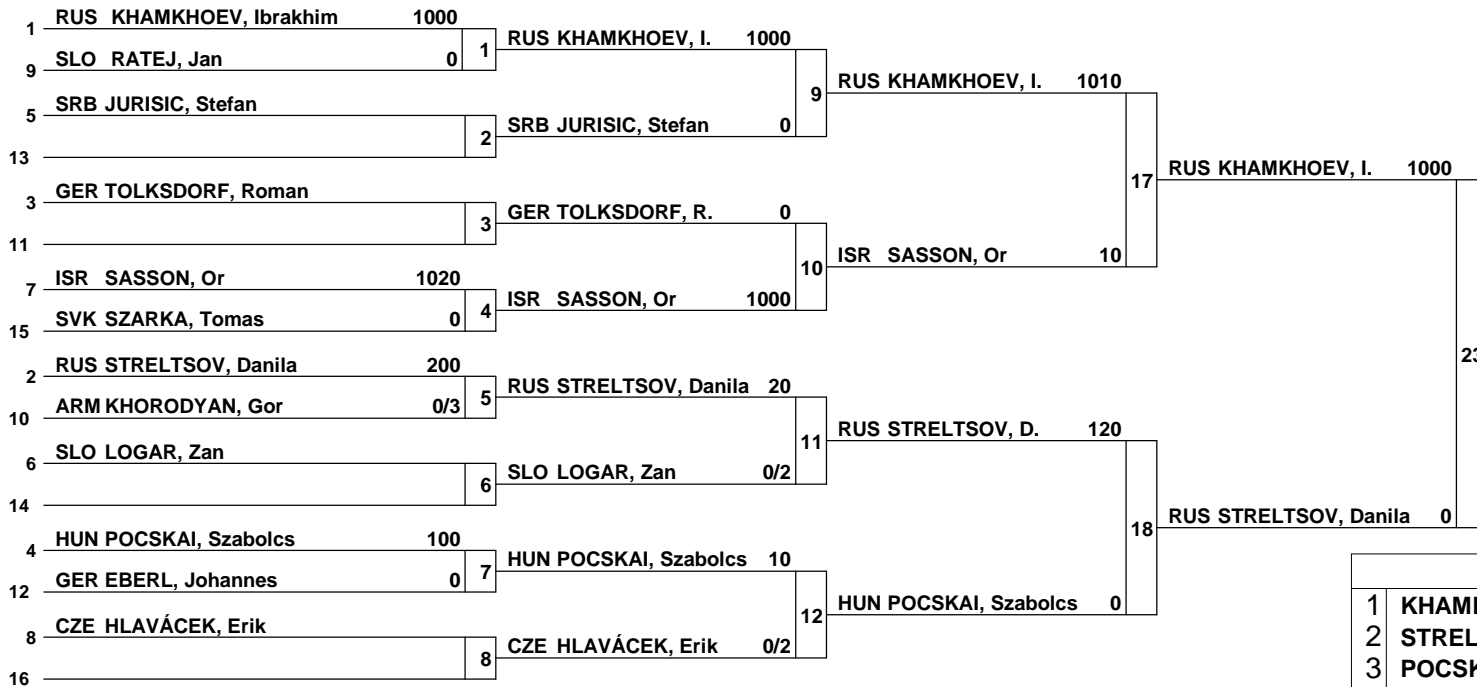 1 RUS KHAMKHOEV, Ibrakhim 1000
9 SLO RATEJ, Jan 0
1
5 SRB JURISIC, Stefan
13
2
3 GER TOLKSDORF, Roman
11
3
7 ISR SASSON, Or 1020
15 SVK SZARKA, Tomas 0
4
2 RUS STRELTSOV, Danila 200
10 ARM KHORODYAN, Gor 0/3
5
6 SLO LOGAR, Zan
14
6
4 HUN POCSKAI, Szabolcs 100
12 GER EBERL, Johannes 0
7
8 CZE HLAVÁCEK, Erik
16
8
RUS KHAMKHOEV, I. 1000
SRB JURISIC, Stefan 0
9
GER TOLKSDORF, R. 0
ISR SASSON, Or 1000
10
RUS STRELTSOV, Danila 20
SLO LOGAR, Zan 0/2
11
HUN POCSKAI, Szabolcs 10
CZE HLAVÁCEK, Erik 0/2
12
RUS KHAMKHOEV, I. 1010
ISR SASSON, Or 10
17
RUS STRELTSOV, D. 120
HUN POCSKAI, Szabolcs 0
18
RUS KHAMKHOEV, I. 1000
RUS STRELTSOV, Danila 0
23
1
2 STREL
3 POCSK